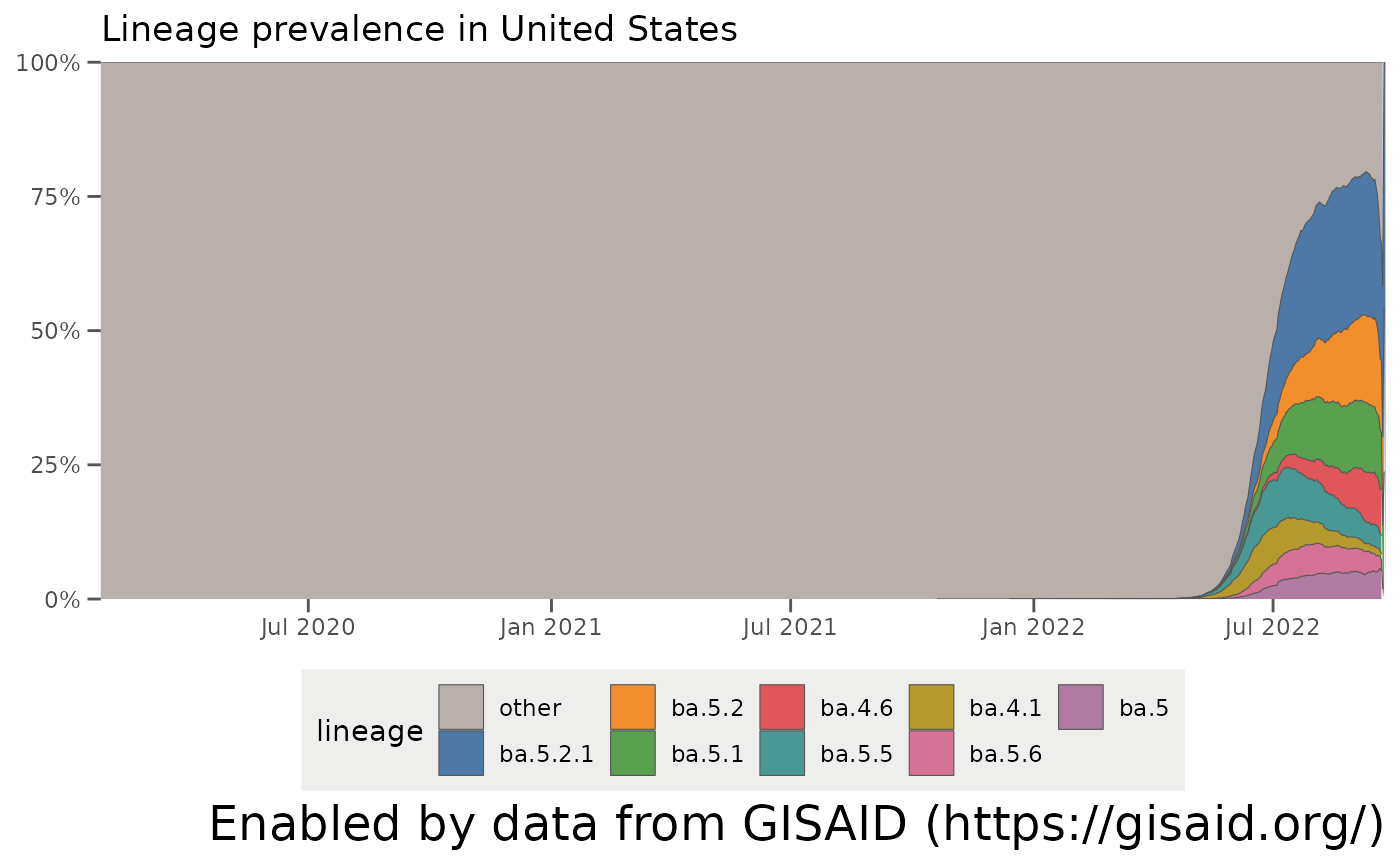 Lineage prevalence in United States
100%
75%
50%
25%
0%
Jul 2020 Jan 2021 Jul 2021 Jan 2022 Jul 2022
lineage
other ba.5.2 ba.4.6 ba.4.1 ba.5
ba.5.2.1 ba.5.1 ba.5.5 ba.5.6
Enabled by data from GISAID (https://gisaid.org/)